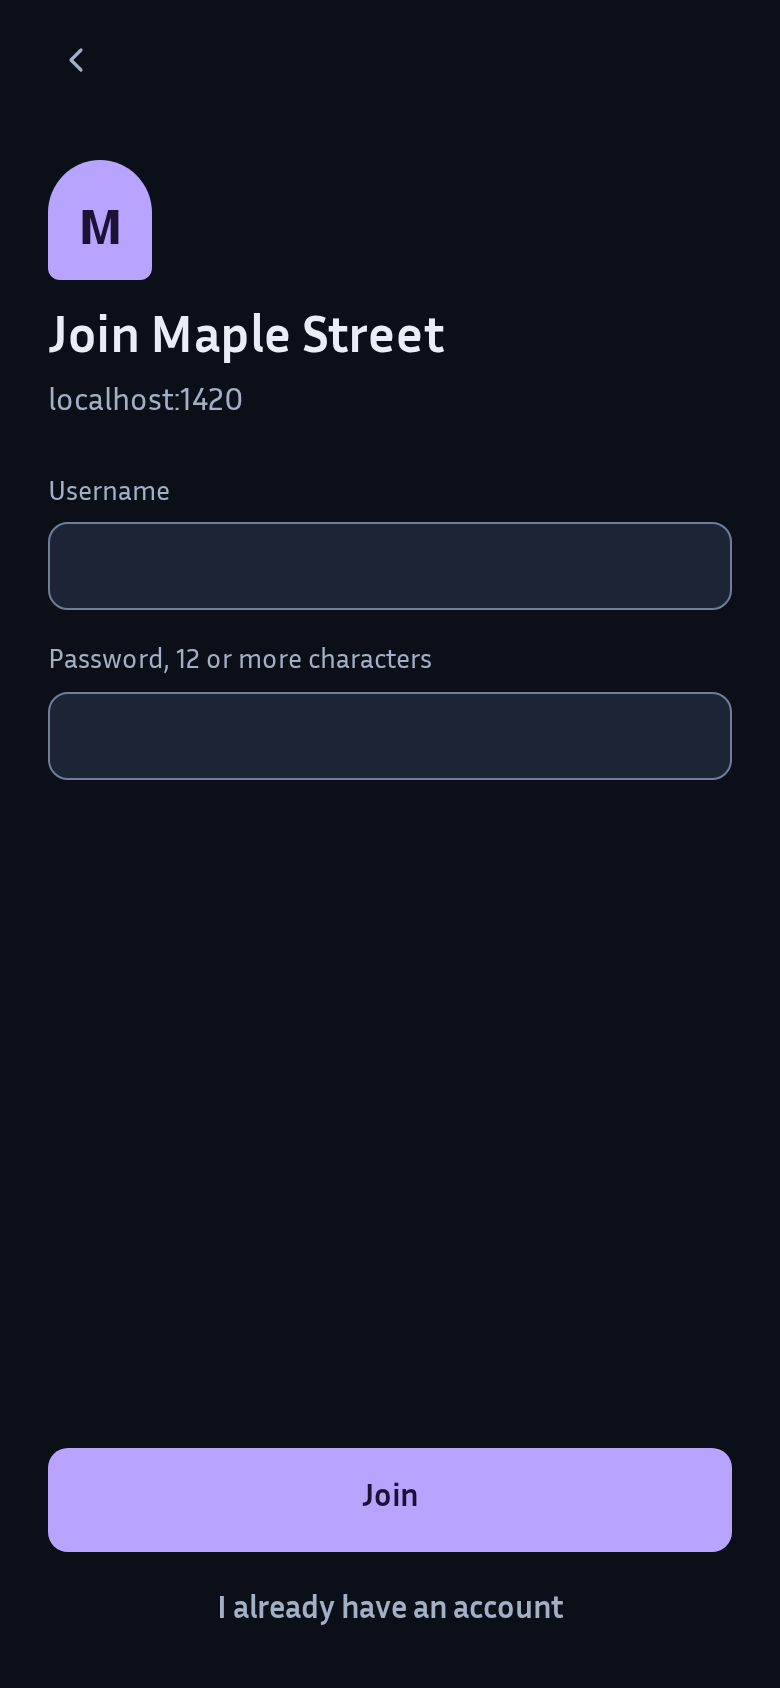 M
Join Maple Street
localhost:1420
Username
Password, 12 or more characters
Join
I already have an account